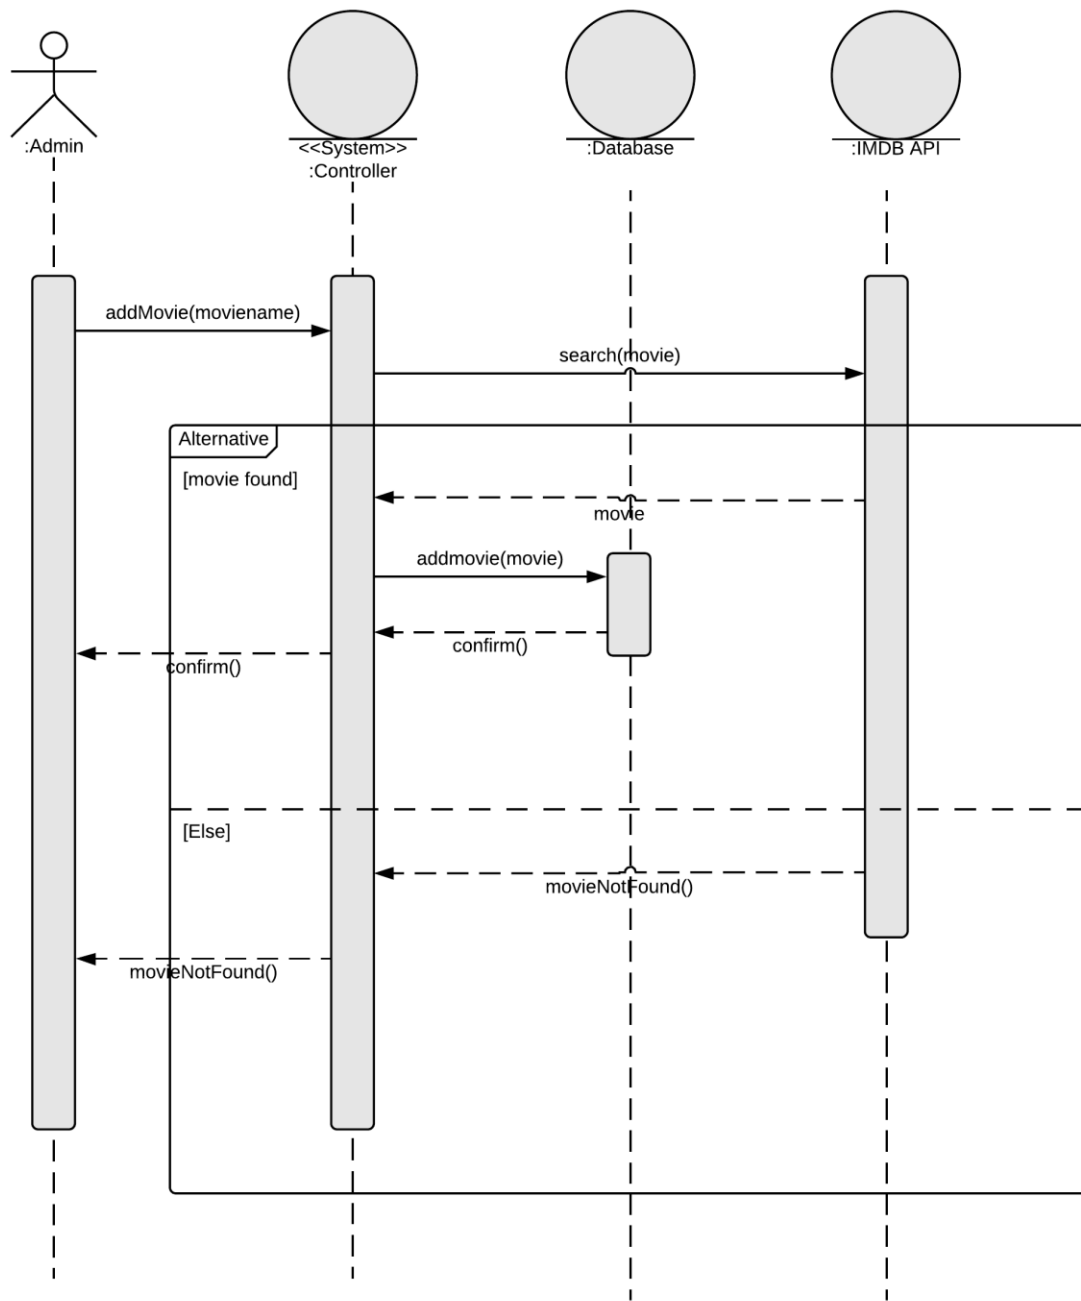 :Admin
<<System>>
:Controller
:Database
:IMDB API
addMovie(moviename)
search(movie)
Alternative
[movie found]
movie
addmovie(movie)
confirm()
confirm()
[Else]
movieNotFound()
movieNotFound()